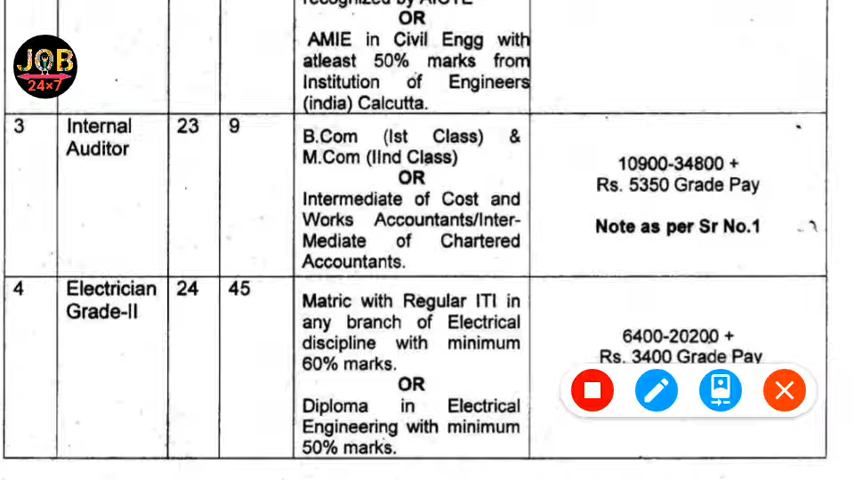 recognized by AICTE
OR
AMIE in Civil Engg with
atleast 50% marks from
Institution of Engineers
(india) Calcutta.
JOB
24×7
3 Internal Auditor 23 9
B.Com (Ist Class) &
M.Com (IInd Class)
OR
Intermediate of Cost and
Works Accountants/Inter-
Mediate of Chartered
Accountants.
10900-34800 +
Rs. 5350 Grade Pay
Note as per Sr No.1
4 Electrician Grade-II 24 45
Matric with Regular ITI in
any branch of Electrical
discipline with minimum
60% marks.
OR
Diploma in Electrical
Engineering with minimum
50% marks.
6400-20200 +
Rs. 3400 Grade Pay